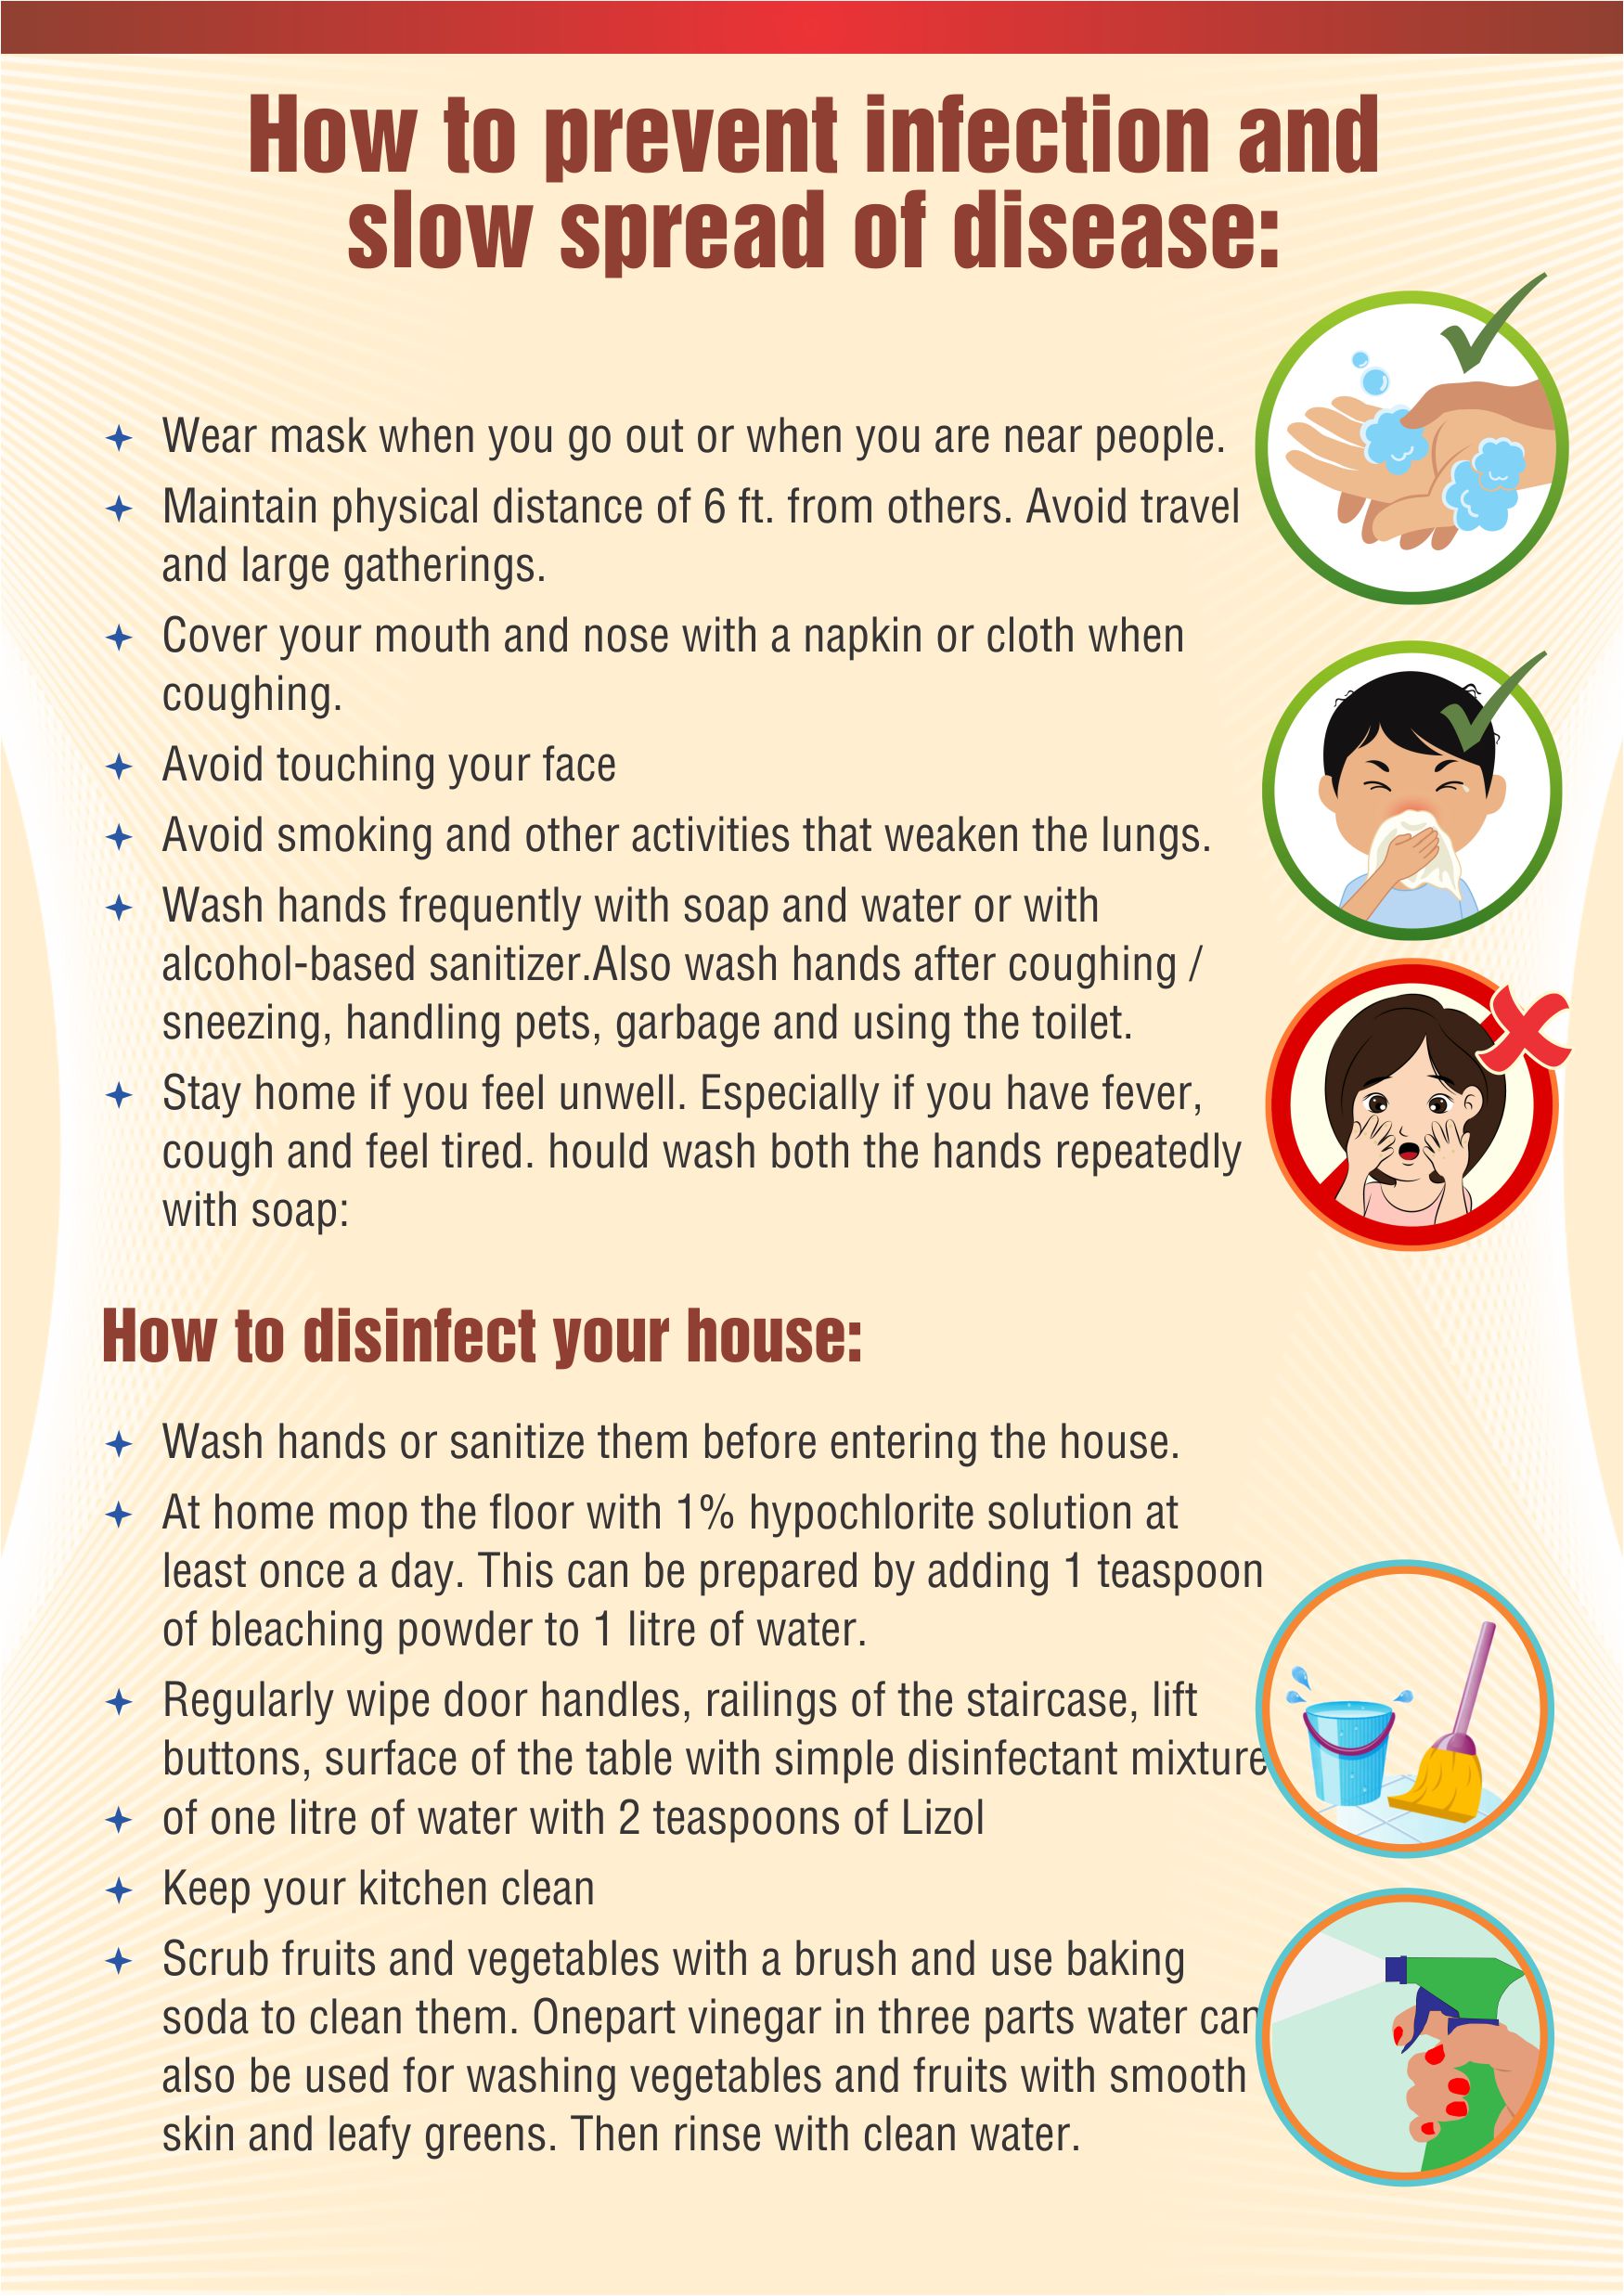 How to prevent infection and
slow spread of disease:
Wear mask when you go out or when you are near people.
Maintain physical distance of 6 ft. from others. Avoid travel
and large gatherings.
Cover your mouth and nose with a napkin or cloth when
coughing.
Avoid touching your face
Avoid smoking and other activities that weaken the lungs.
Wash hands frequently with soap and water or with
alcohol-based sanitizer.Also wash hands after coughing /
sneezing, handling pets, garbage and using the toilet.
Stay home if you feel unwell. Especially if you have fever,
cough and feel tired. hould wash both the hands repeatedly
with soap:
How to disinfect your house:
Wash hands or sanitize them before entering the house.
At home mop the floor with 1% hypochlorite solution at
least once a day. This can be prepared by adding 1 teaspoon
of bleaching powder to 1 litre of water.
Regularly wipe door handles, railings of the staircase, lift
buttons, surface of the table with simple disinfectant mixture
of one litre of water with 2 teaspoons of Lizol
Keep your kitchen clean
Scrub fruits and vegetables with a brush and use baking
soda to clean them. Onepart vinegar in three parts water can
also be used for washing vegetables and fruits with smooth
skin and leafy greens. Then rinse with clean water.